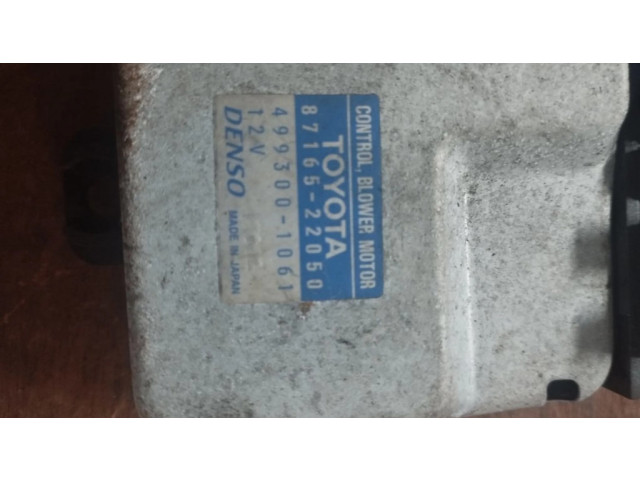 CONTROL, BLOWER MOTOR
TOYOTA
87165-22050
499300-1061
12V
DENSO MADE IN JAPAN